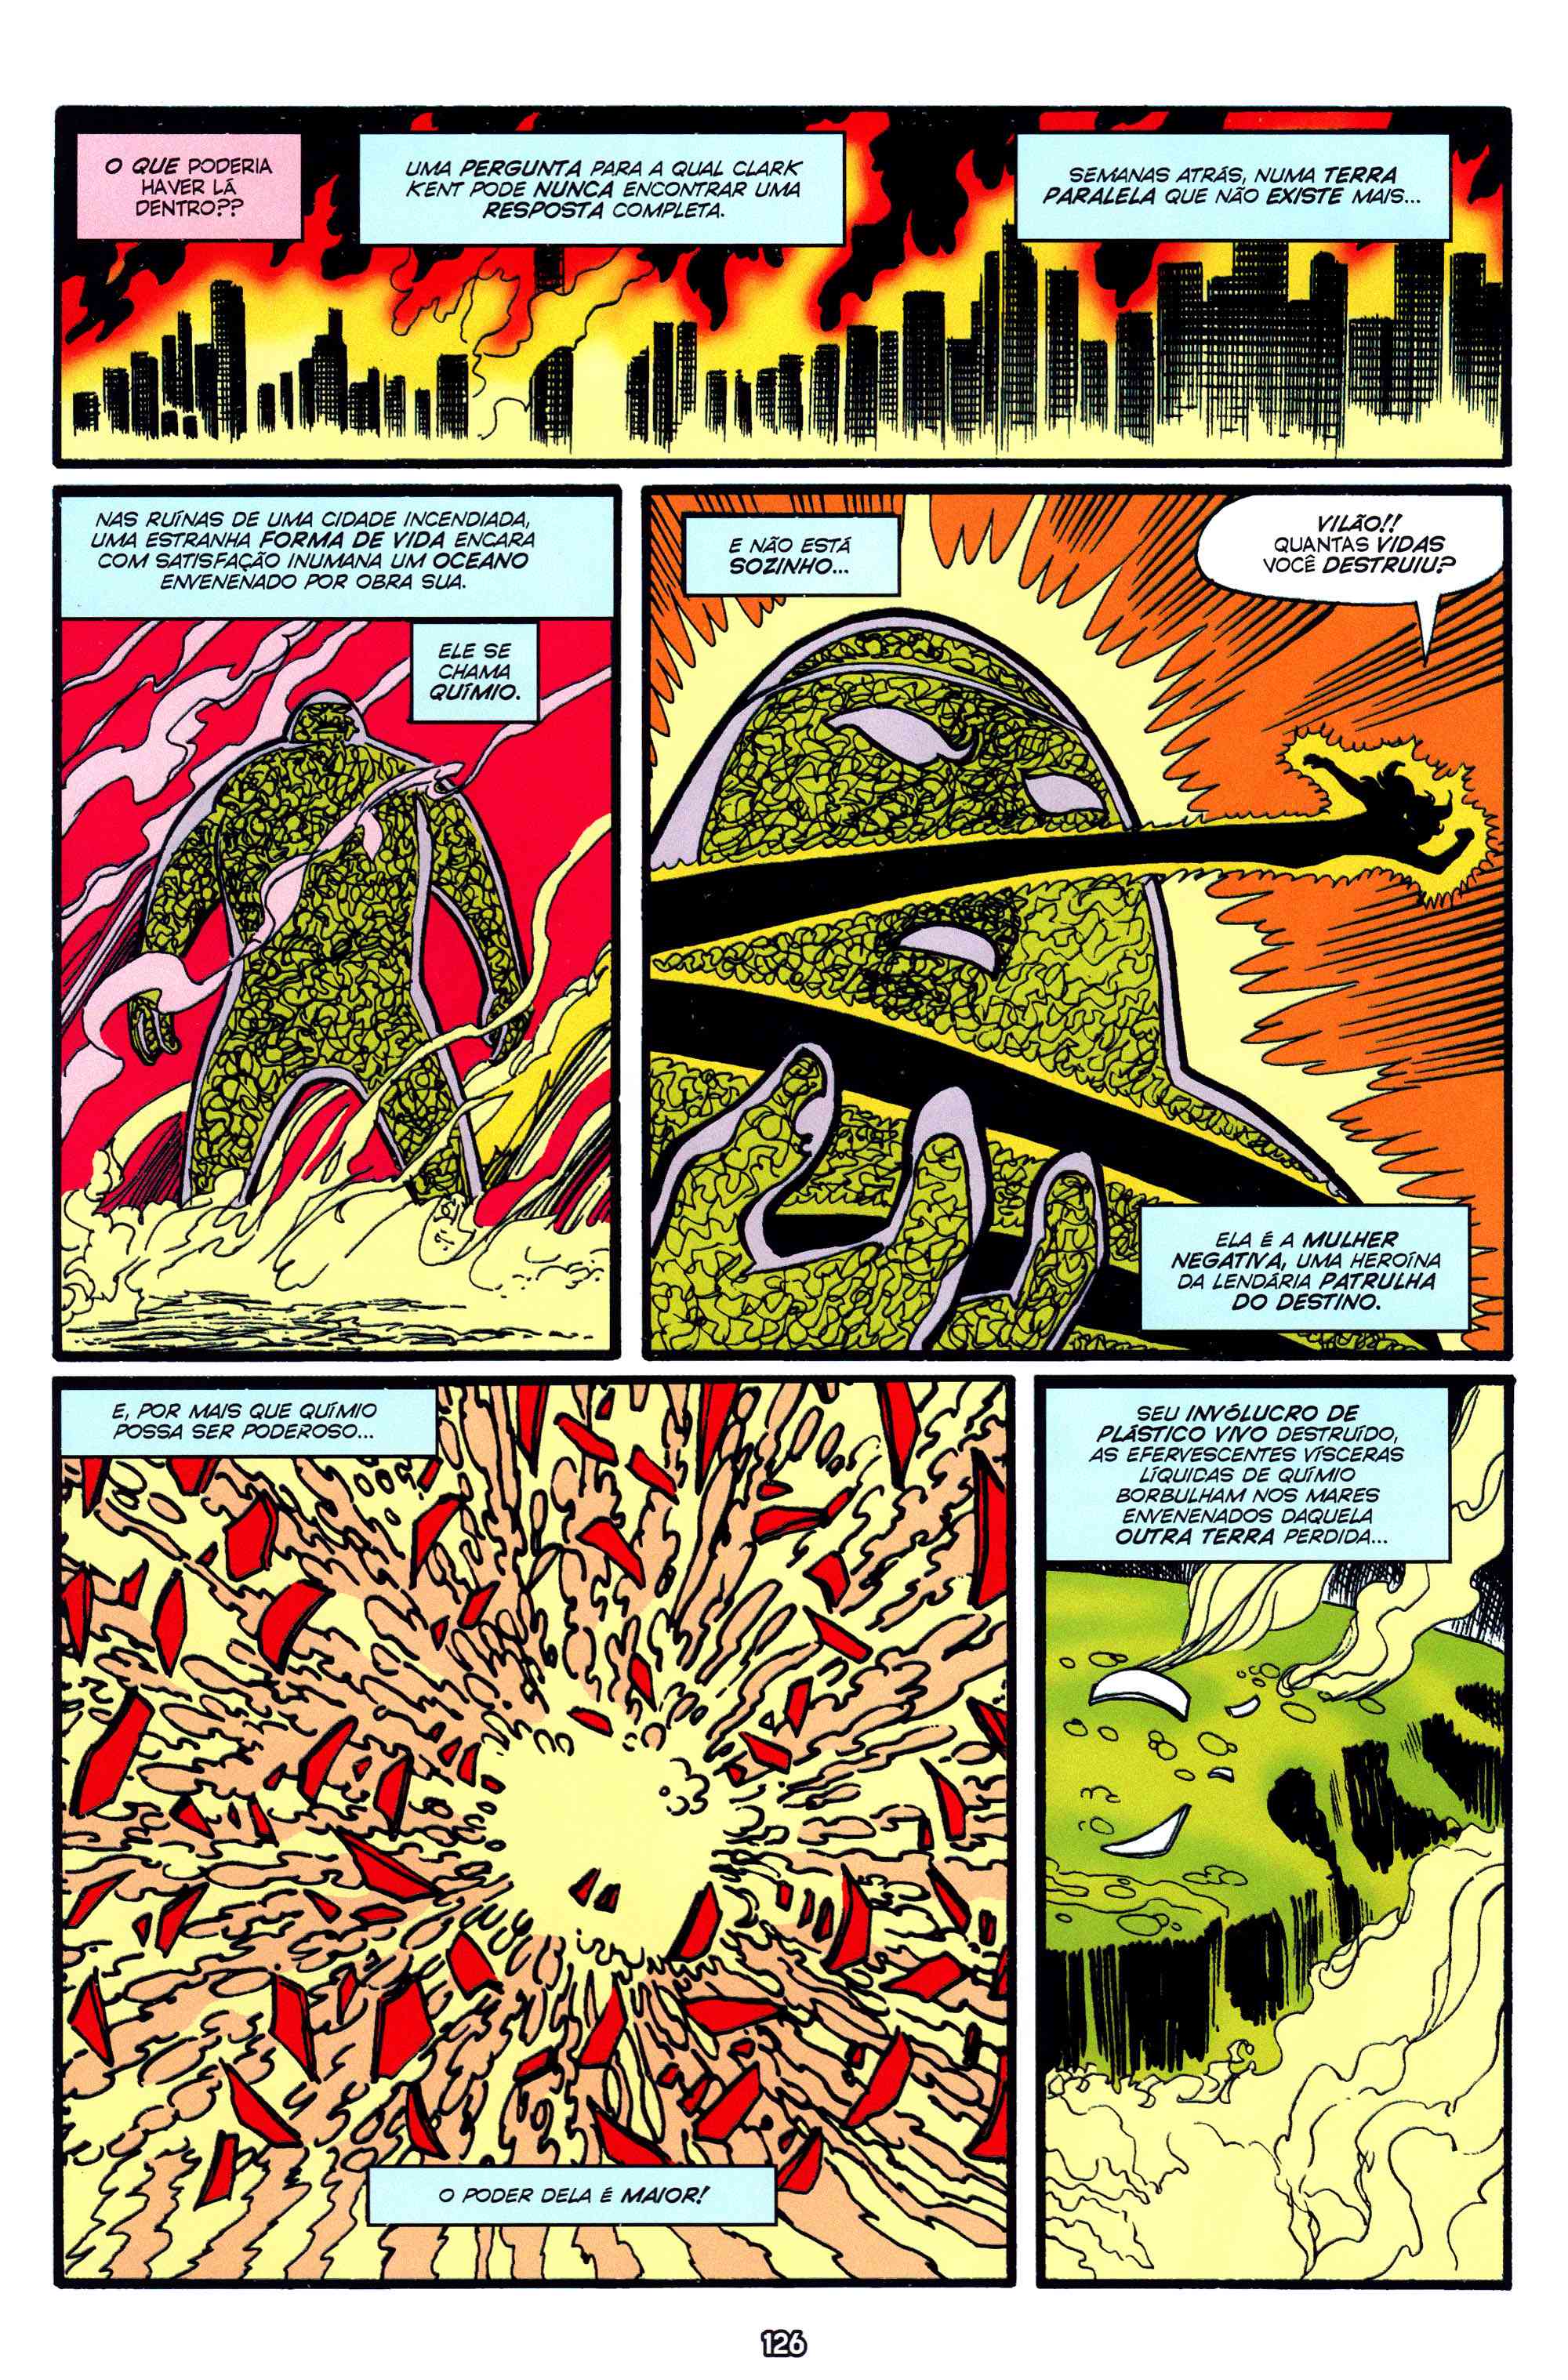 O QUE PODERIA
HAVER LÁ
DENTRO??
UMA PERGUNTA PARA A QUAL CLARK
KENT PODE NUNCA ENCONTRAR UMA
RESPOSTA COMPLETA.
SEMANAS ATRÁS, NUMA TERRA
PARALELA QUE NÃO EXISTE MAIS...
NAS RUÍNAS DE UMA CIDADE INCENDIADA,
UMA ESTRANHA FORMA DE VIDA ENCARA
COM SATISFAÇÃO INUMANA UM OCEANO
ENVENENADO POR OBRA SUA.
ELE SE
CHAMA
QUÍMIO.
E NÃO ESTÁ
SOZINHO...
VILÃO!!
QUANTAS VIDAS
VOCÊ DESTRUIU?
ELA É A MULHER
NEGATIVA, UMA HEROÍNA
DA LENDÁRIA PATRULHA
DO DESTINO.
E, POR MAIS QUE QUÍMIO
POSSA SER PODEROSO...
O PODER DELA É MAIOR!
SEU INVÓLUCRO DE
PLÁSTICO VIVO DESTRUÍDO,
AS EFERVESCENTES VÍSCERAS
LÍQUIDAS DE QUÍMIO
BORBULHAM NOS MARES
ENVENENADOS DAQUELA
OUTRA TERRA PERDIDA...
126